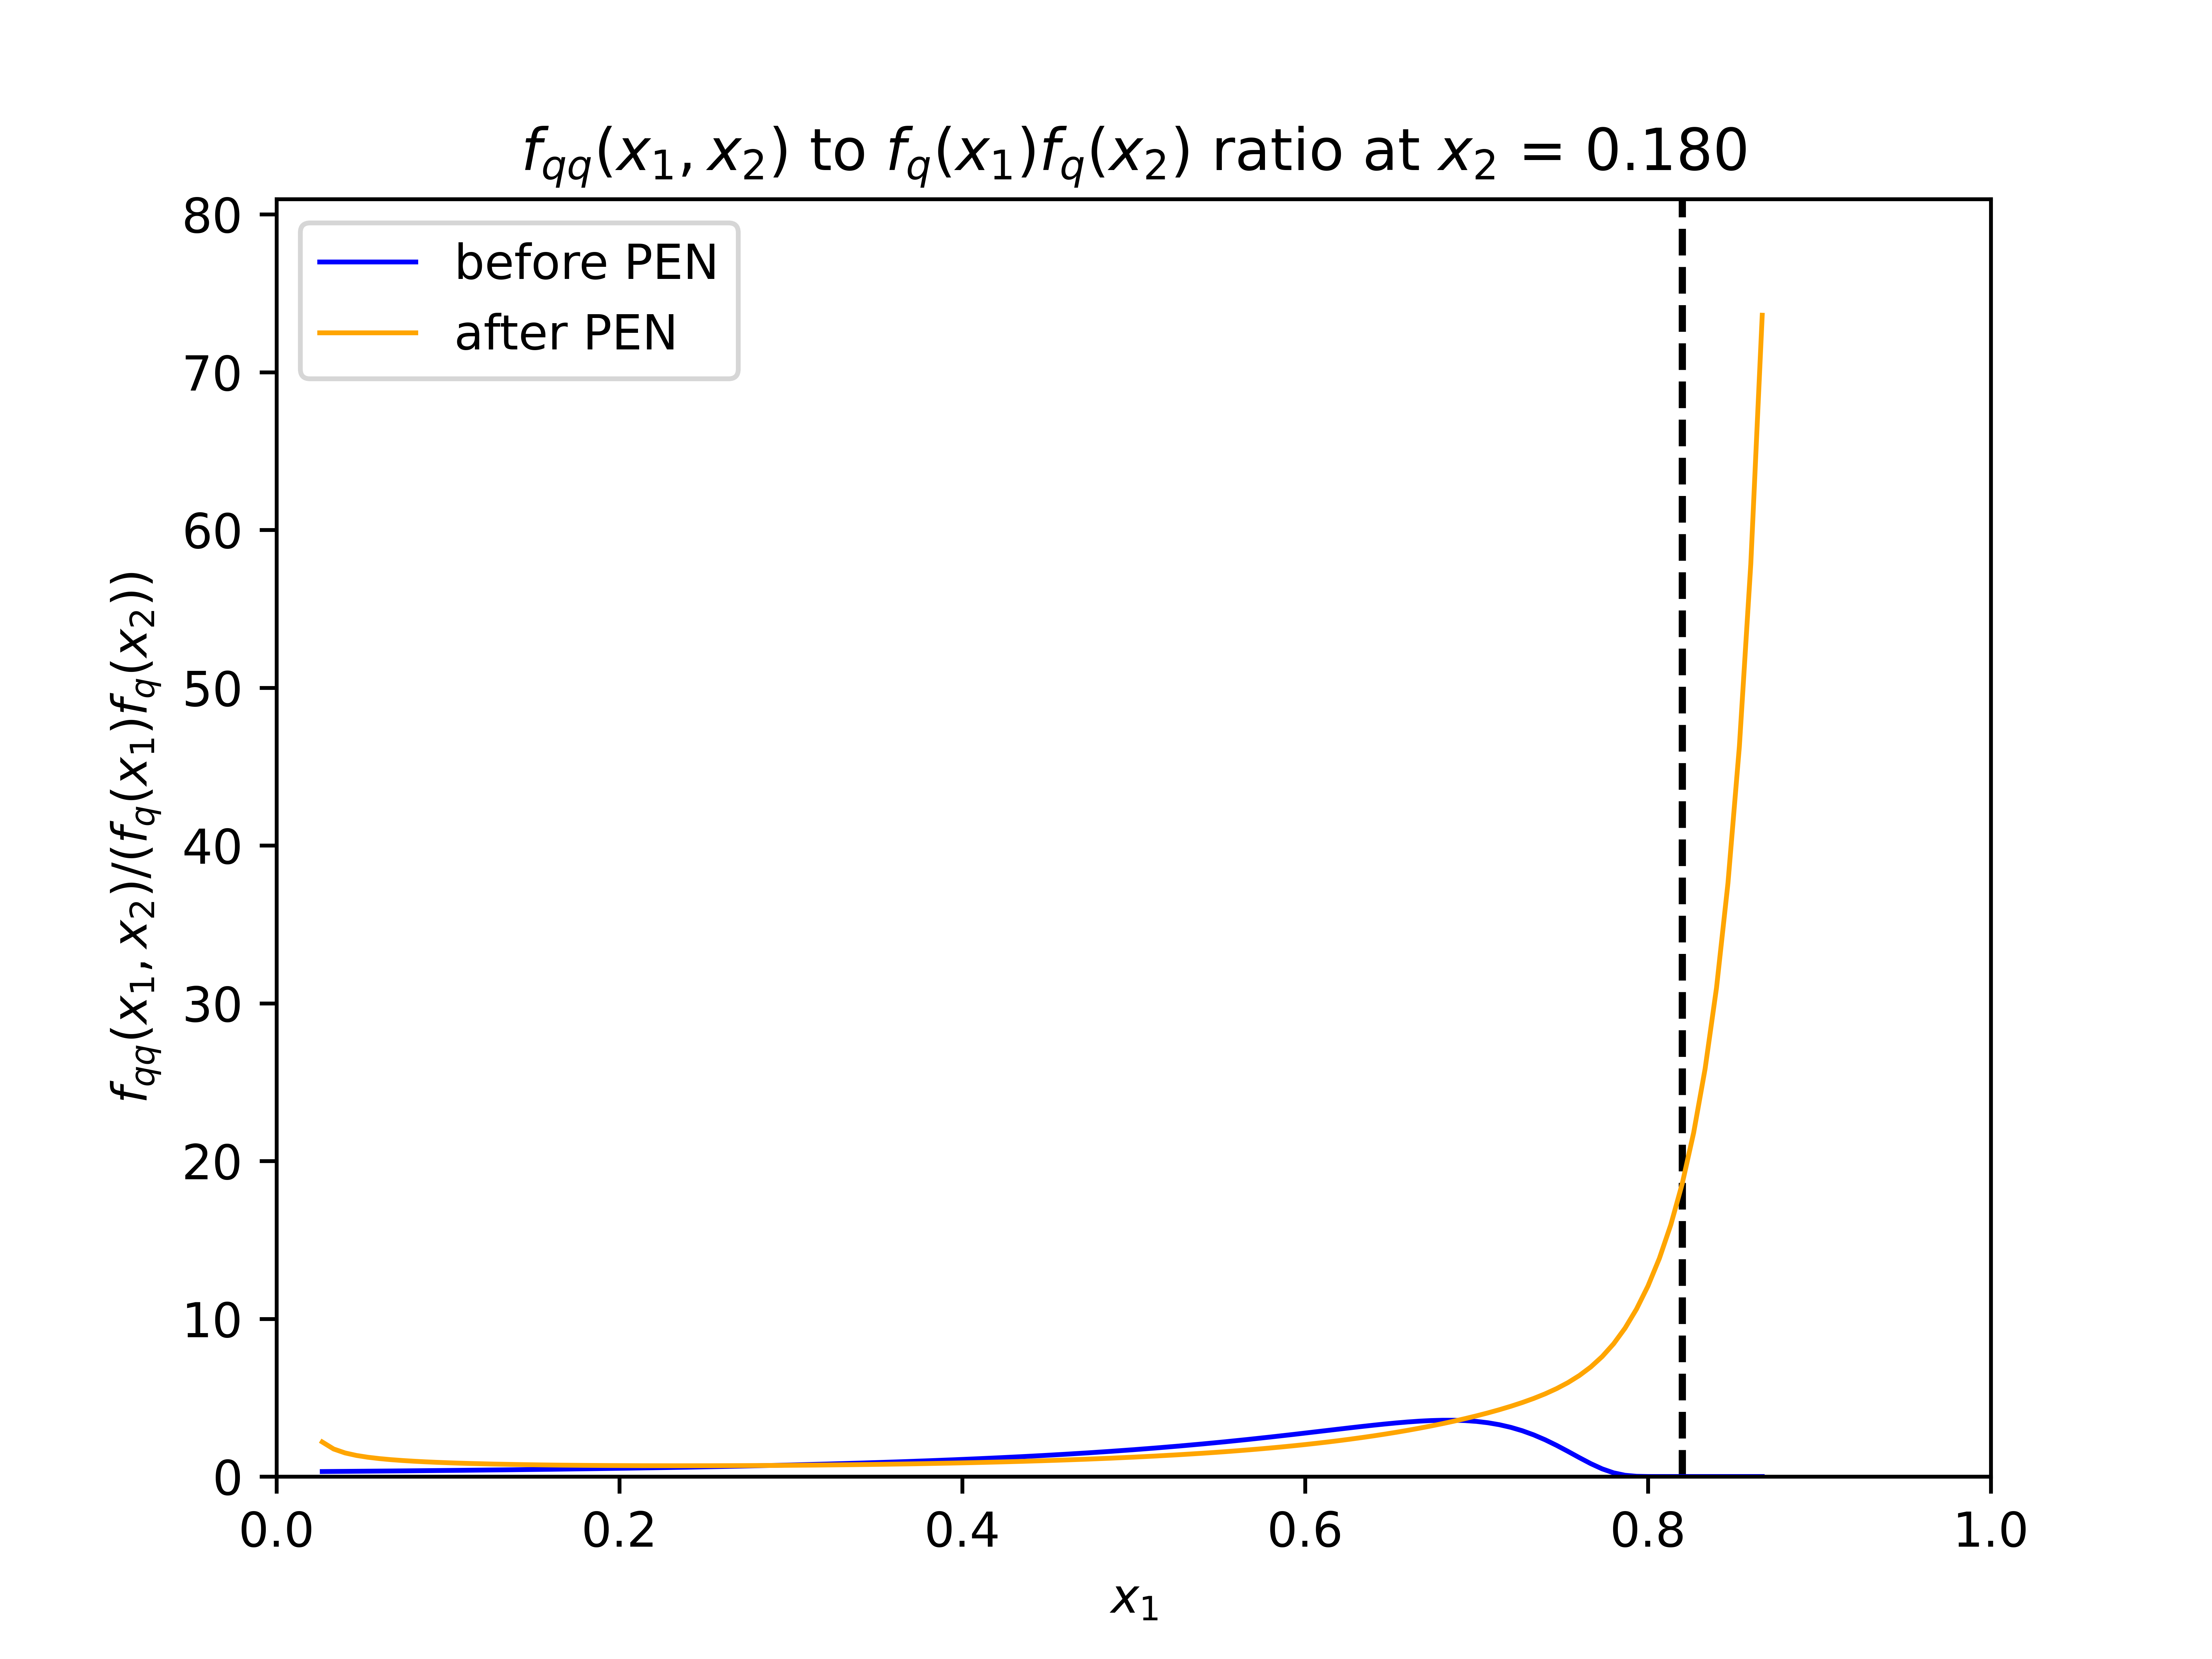 f_qq(x_1, x_2) to f_q(x_1)f_q(x_2) ratio at x_2 = 0.180
before PEN
after PEN
80
70
60
50
40
30
20
10
0
f_qq(x_1, x_2)/(f_q(x_1)f_q(x_2))
0.0 0.2 0.4 0.6 0.8 1.0
x_1